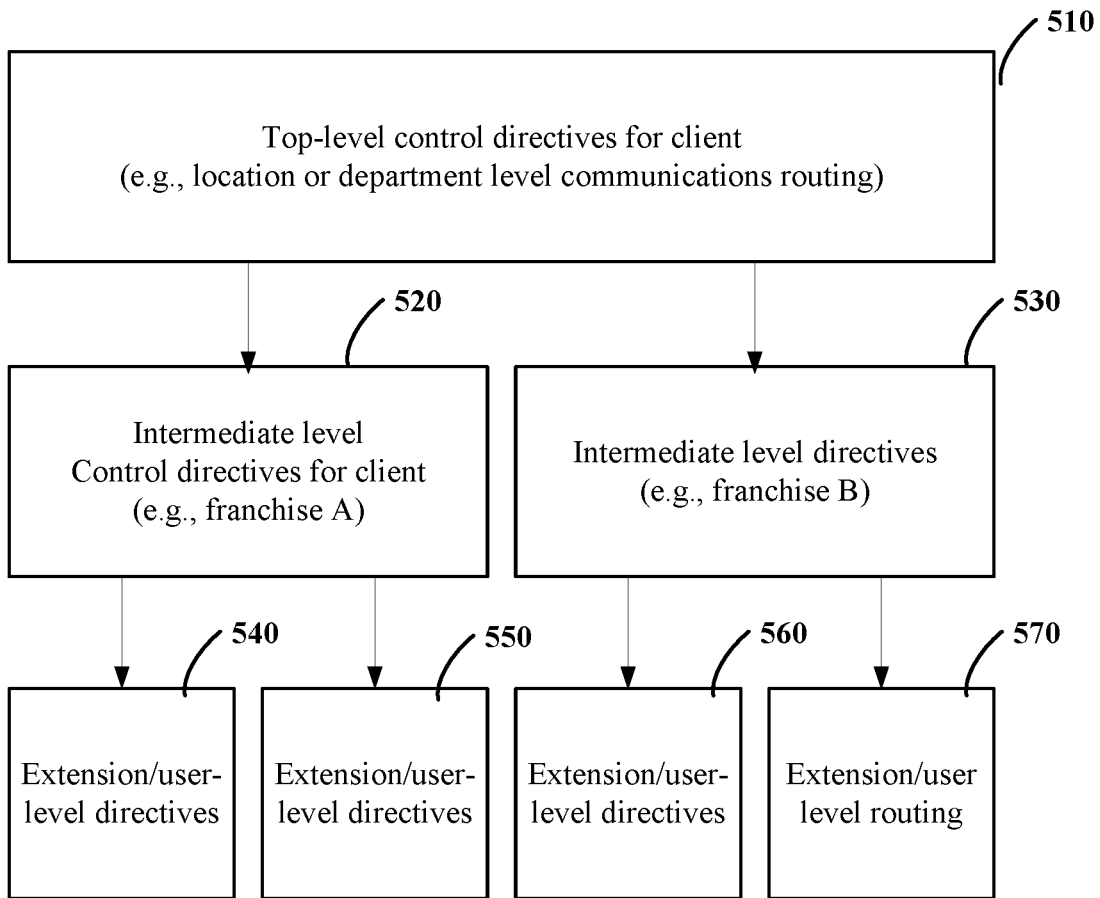 510
Top-level control directives for client
(e.g., location or department level communications routing)
520
530
Intermediate level
Control directives for client
(e.g., franchise A)
Intermediate level directives
(e.g., franchise B)
540
550
560
570
Extension/user-
level directives
Extension/user-
level directives
Extension/user-
level directives
Extension/user
level routing